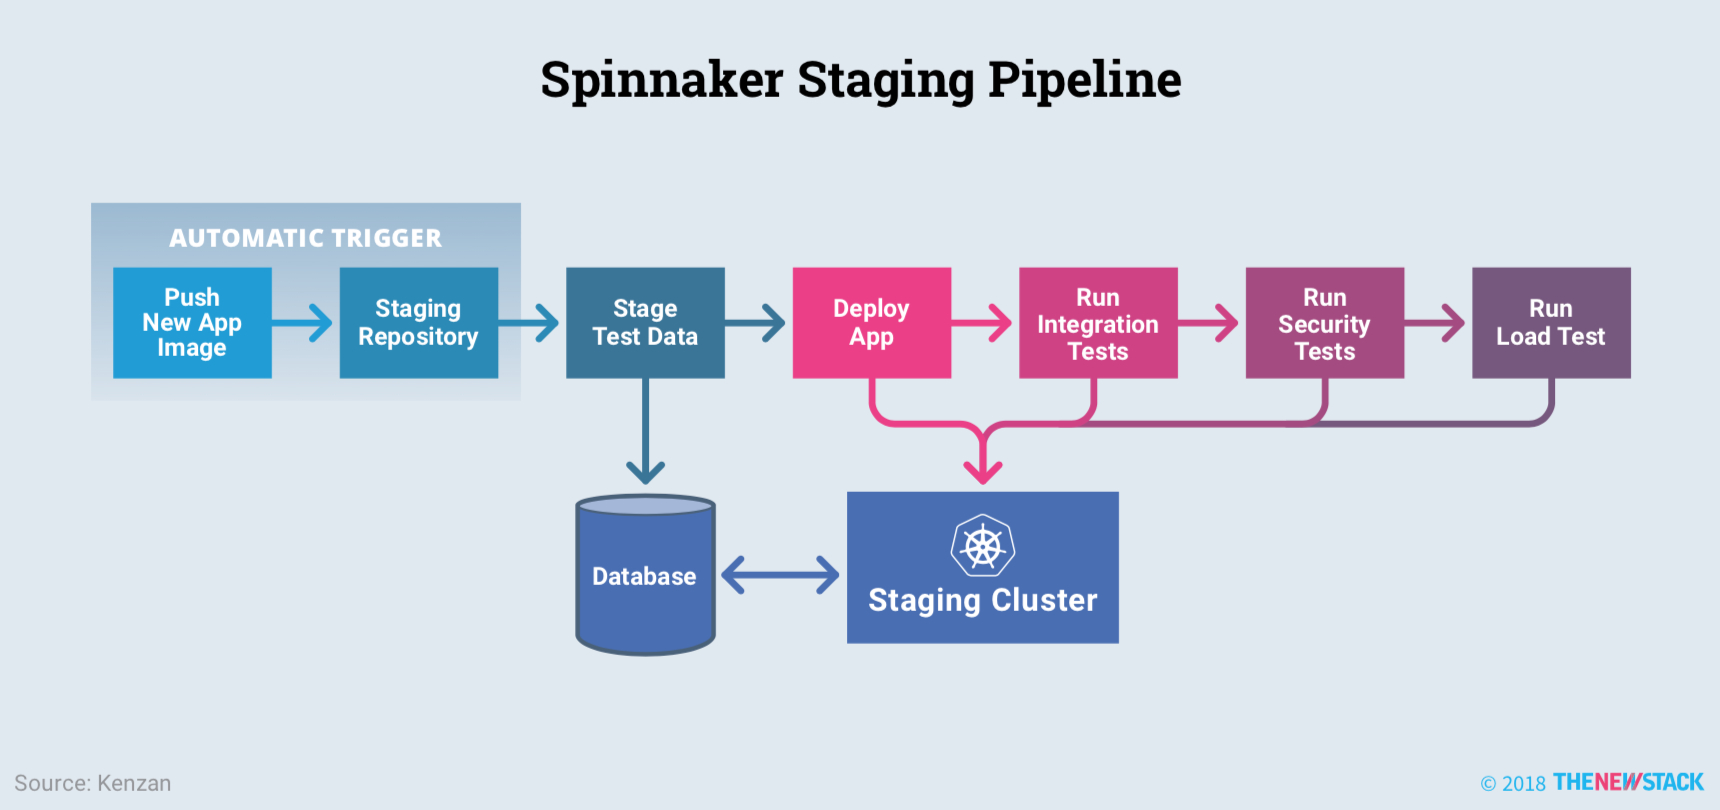 Spinnaker Staging Pipeline
AUTOMATIC TRIGGER
Push
New App
Image
Staging
Repository
Stage
Test Data
Deploy
App
Run
Integration
Tests
Run
Security
Tests
Run
Load Test
Database
Staging Cluster
Source: Kenzan
© 2018 THENEWSTACK